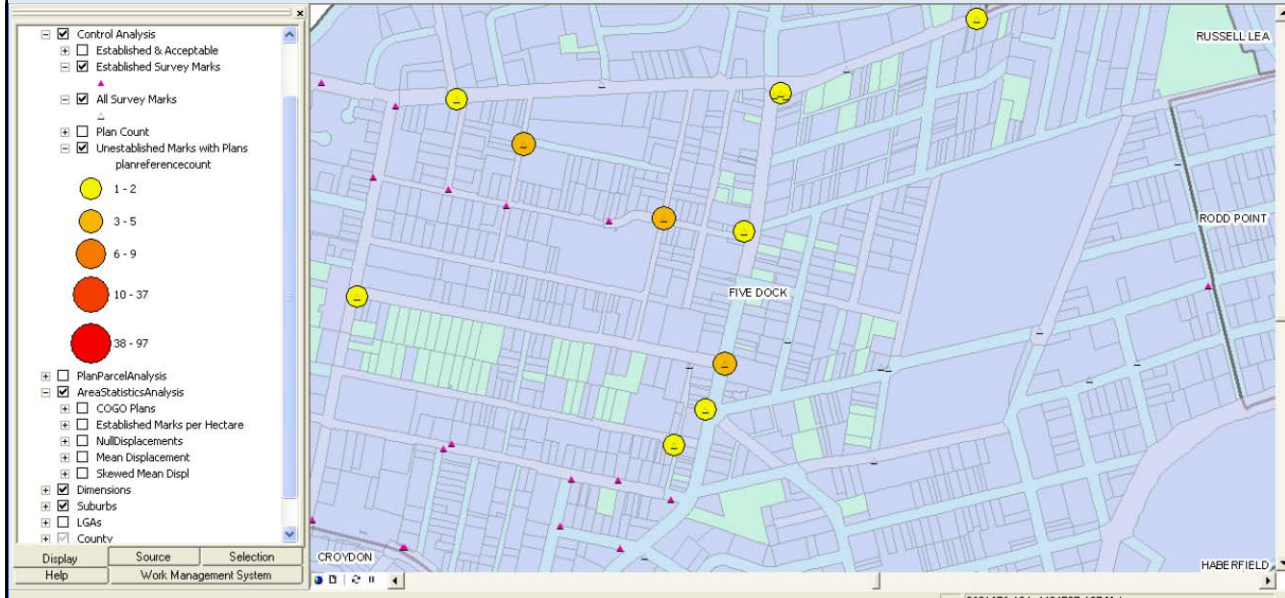 Control Analysis
Established & Acceptable
Established Survey Marks
All Survey Marks
Plan Count
Unestablished Marks with Plans
planreferencecount
1 - 2
3 - 5
6 - 9
10 - 37
38 - 97
PlanParcelAnalysis
AreaStatisticsAnalysis
COGO Plans
Established Marks per Hectare
NullDisplacements
Mean Displacement
Skewed Mean Displ
Dimensions
Suburbs
LGAs
County
Display Source Selection
Help Work Management System
RUSSELL LEA
RODD POINT
FIVE DOCK
CROYDON
HABERFIELD